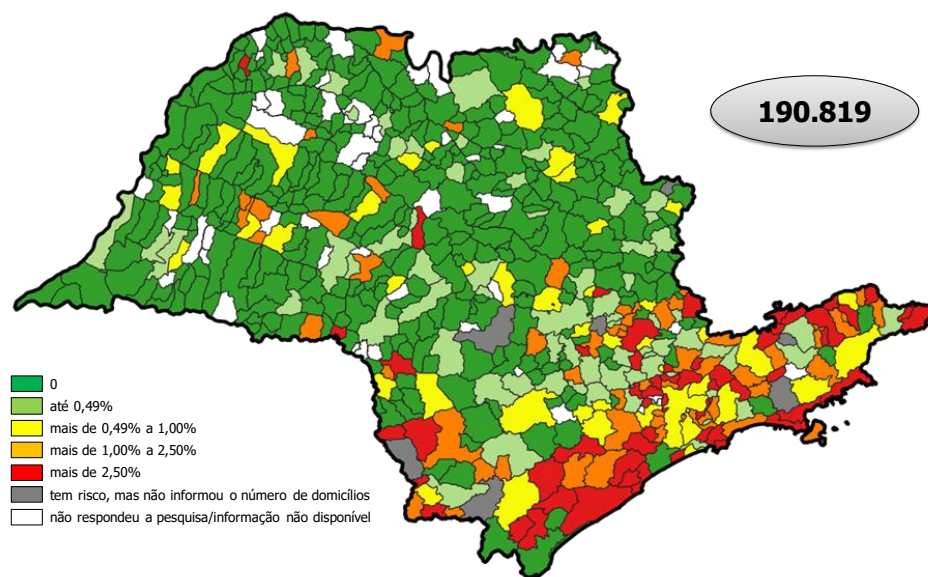 190.819
0
até 0,49%
mais de 0,49% a 1,00%
mais de 1,00% a 2,50%
mais de 2,50%
tem risco, mas não informou o número de domicílios
não respondeu a pesquisa/informação não disponível